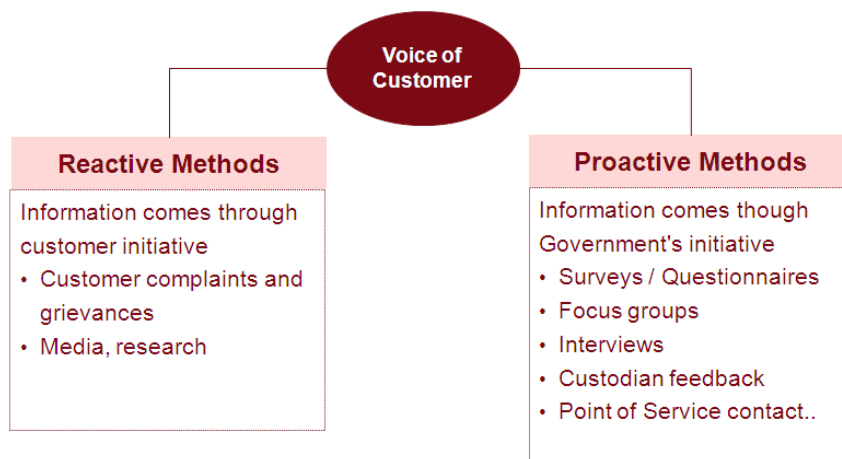 Voice of
Customer
Reactive Methods
Information comes through
customer initiative
• Customer complaints and
grievances
• Media, research
Proactive Methods
Information comes though
Government's initiative
• Surveys / Questionnaires
• Focus groups
• Interviews
• Custodian feedback
• Point of Service contact..